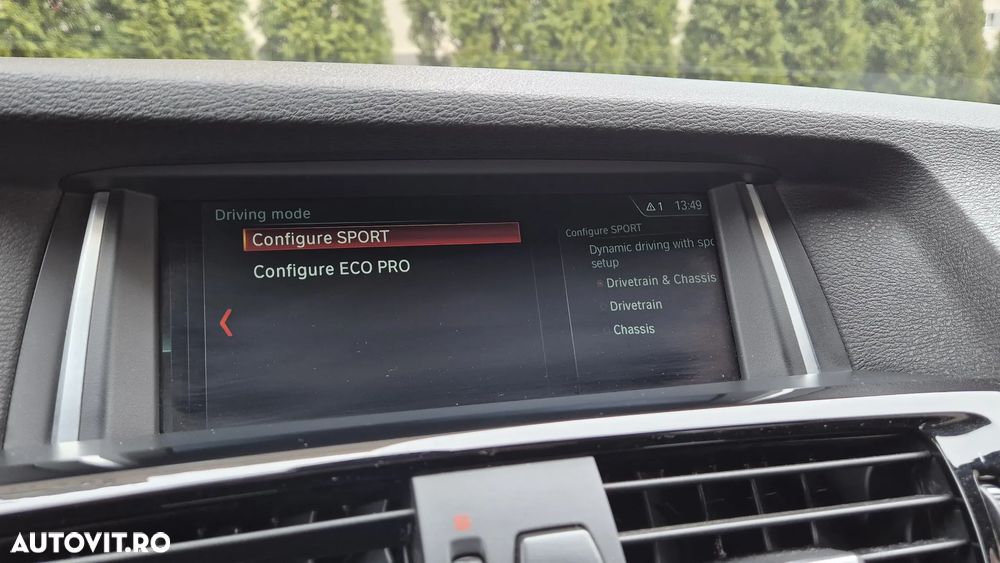 Driving mode
⚠1 13:49
Configure SPORT
Configure ECO PRO
Configure SPORT
Dynamic driving with spo
setup
Drivetrain & Chassis
Drivetrain
Chassis
AUTOVIT.RO